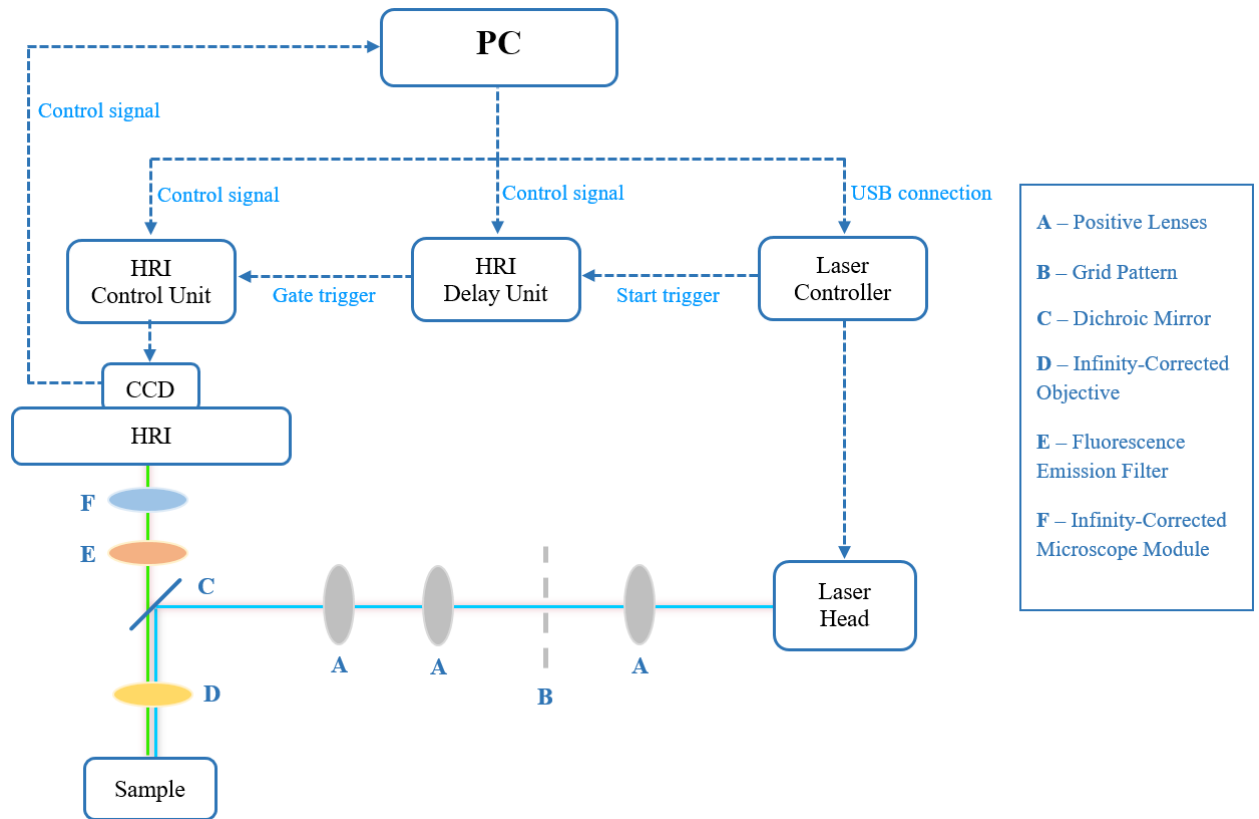 PC
Control signal
Control signal
Control signal
USB connection
HRI
Control Unit
Gate trigger
HRI
Delay Unit
Start trigger
Laser
Controller
CCD
HRI
F
E
C
A
A
B
A
D
Laser
Head
Sample
A – Positive Lenses
B – Grid Pattern
C – Dichroic Mirror
D – Infinity-Corrected
Objective
E – Fluorescence
Emission Filter
F – Infinity-Corrected
Microscope Module